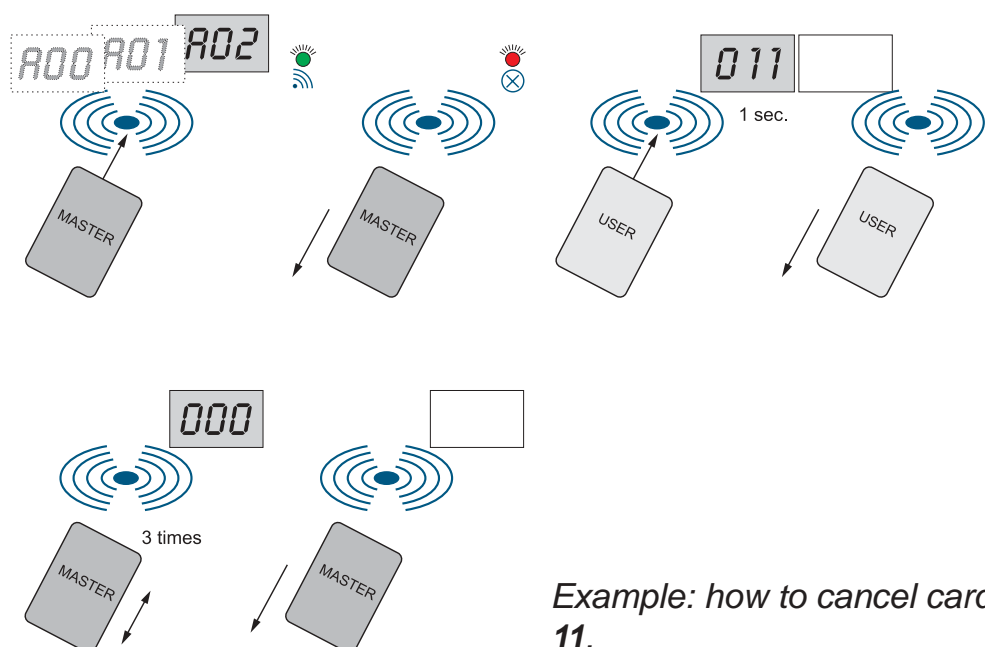 A00 A01 A02
011
1 sec.
MASTER
MASTER
USER
USER
000
3 times
MASTER
MASTER
Example: how to cancel card
11.